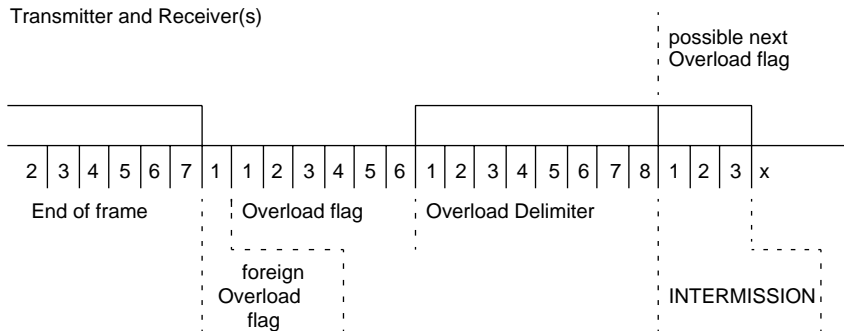 Transmitter and Receiver(s)
possible next
Overload flag
2 3 4 5 6 7 1 1 2 3 4 5 6 1 2 3 4 5 6 7 8 1 2 3 x
End of frame Overload flag Overload Delimiter
foreign
Overload
flag
INTERMISSION